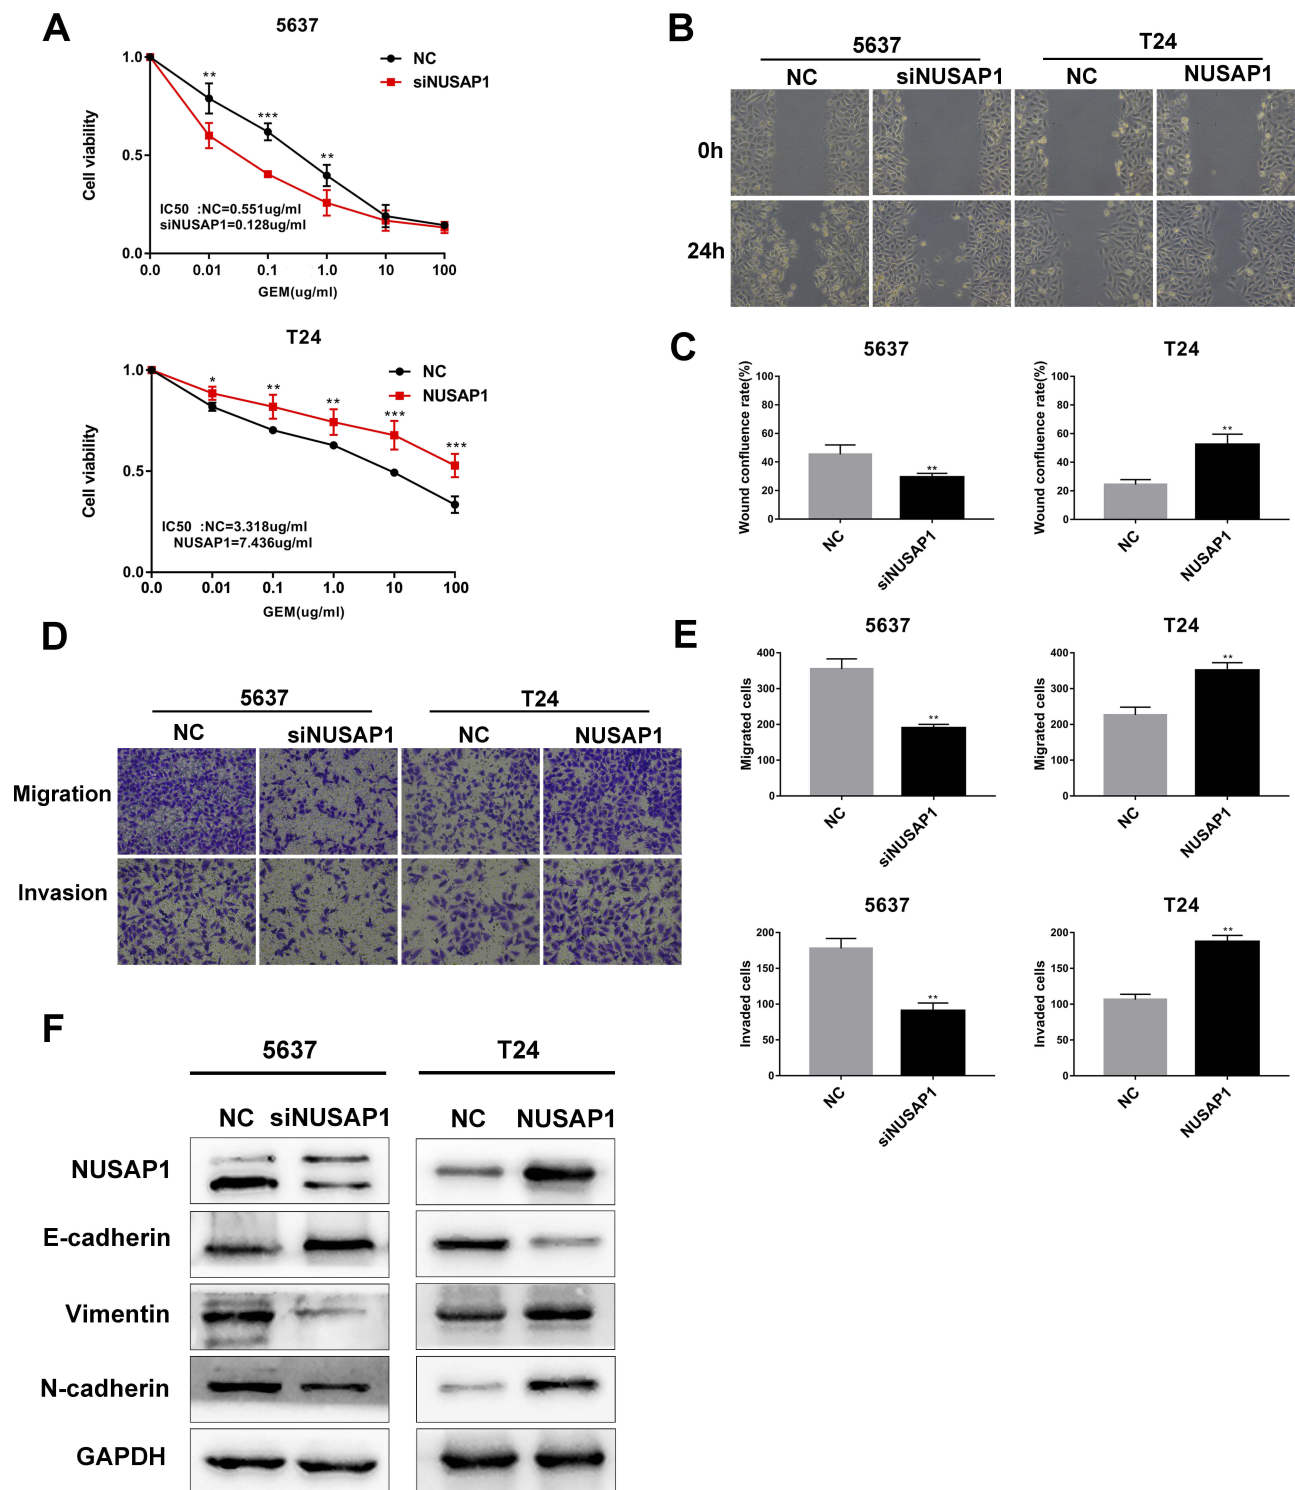 A
5637
NC
siNUSAP1
Cell viability
1.0
0.5
0.0
**
***
**
IC50 :NC=0.551ug/ml
siNUSAP1=0.128ug/ml
0.0 0.01 0.1 1.0 10 100
GEM(ug/ml)
T24
NC
NUSAP1
Cell viability
1.0
0.5
0.0
*
**
**
***
***
IC50 :NC=3.318ug/ml
NUSAP1=7.436ug/ml
0.0 0.01 0.1 1.0 10 100
GEM(ug/ml)
B
5637 T24
NC siNUSAP1 NC NUSAP1
0h
24h
C
5637
Wound confluence rate(%)
100
80
60
40
20
0
**
NC siNUSAP1
T24
Wound confluence rate(%)
100
80
60
40
20
0
**
NC NUSAP1
D
5637 T24
NC siNUSAP1 NC NUSAP1
Migration
Invasion
E
5637
Migrated cells
400
300
200
100
0
**
NC siNUSAP1
T24
Migrated cells
400
300
200
100
0
**
NC NUSAP1
5637
Invaded cells
200
150
100
50
0
**
NC siNUSAP1
T24
Invaded cells
200
150
100
50
0
**
NC NUSAP1
F
5637 T24
NC siNUSAP1 NC NUSAP1
NUSAP1
E-cadherin
Vimentin
N-cadherin
GAPDH